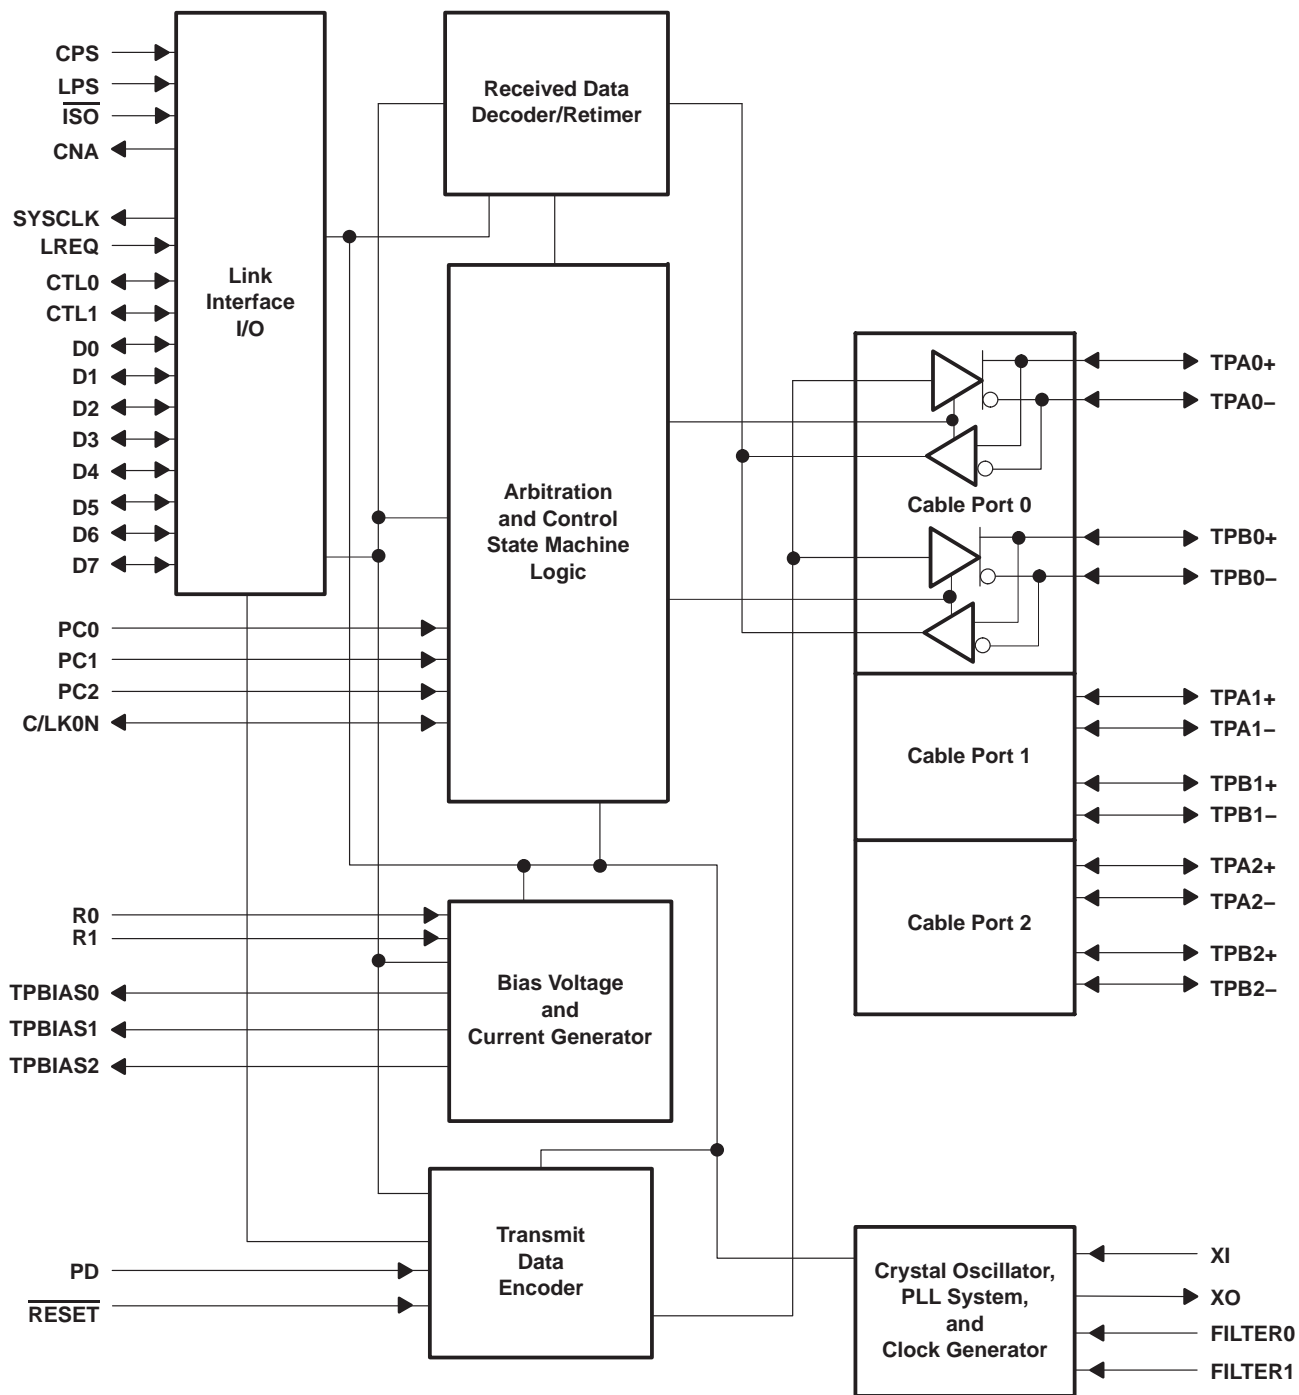 CPS
LPS
ISO
CNA
SYSCLK
LREQ
CTL0
CTL1
D0
D1
D2
D3
D4
D5
D6
D7
Link
Interface
I/O
Received Data
Decoder/Retimer
Arbitration
and Control
State Machine
Logic
PC0
PC1
PC2
C/LK0N
Cable Port 0
TPA0+
TPA0–
TPB0+
TPB0–
Cable Port 1
TPA1+
TPA1–
TPB1+
TPB1–
Cable Port 2
TPA2+
TPA2–
TPB2+
TPB2–
R0
R1
TPBIAS0
TPBIAS1
TPBIAS2
Bias Voltage
and
Current Generator
PD
RESET
Transmit
Data
Encoder
Crystal Oscillator,
PLL System,
and
Clock Generator
XI
XO
FILTER0
FILTER1